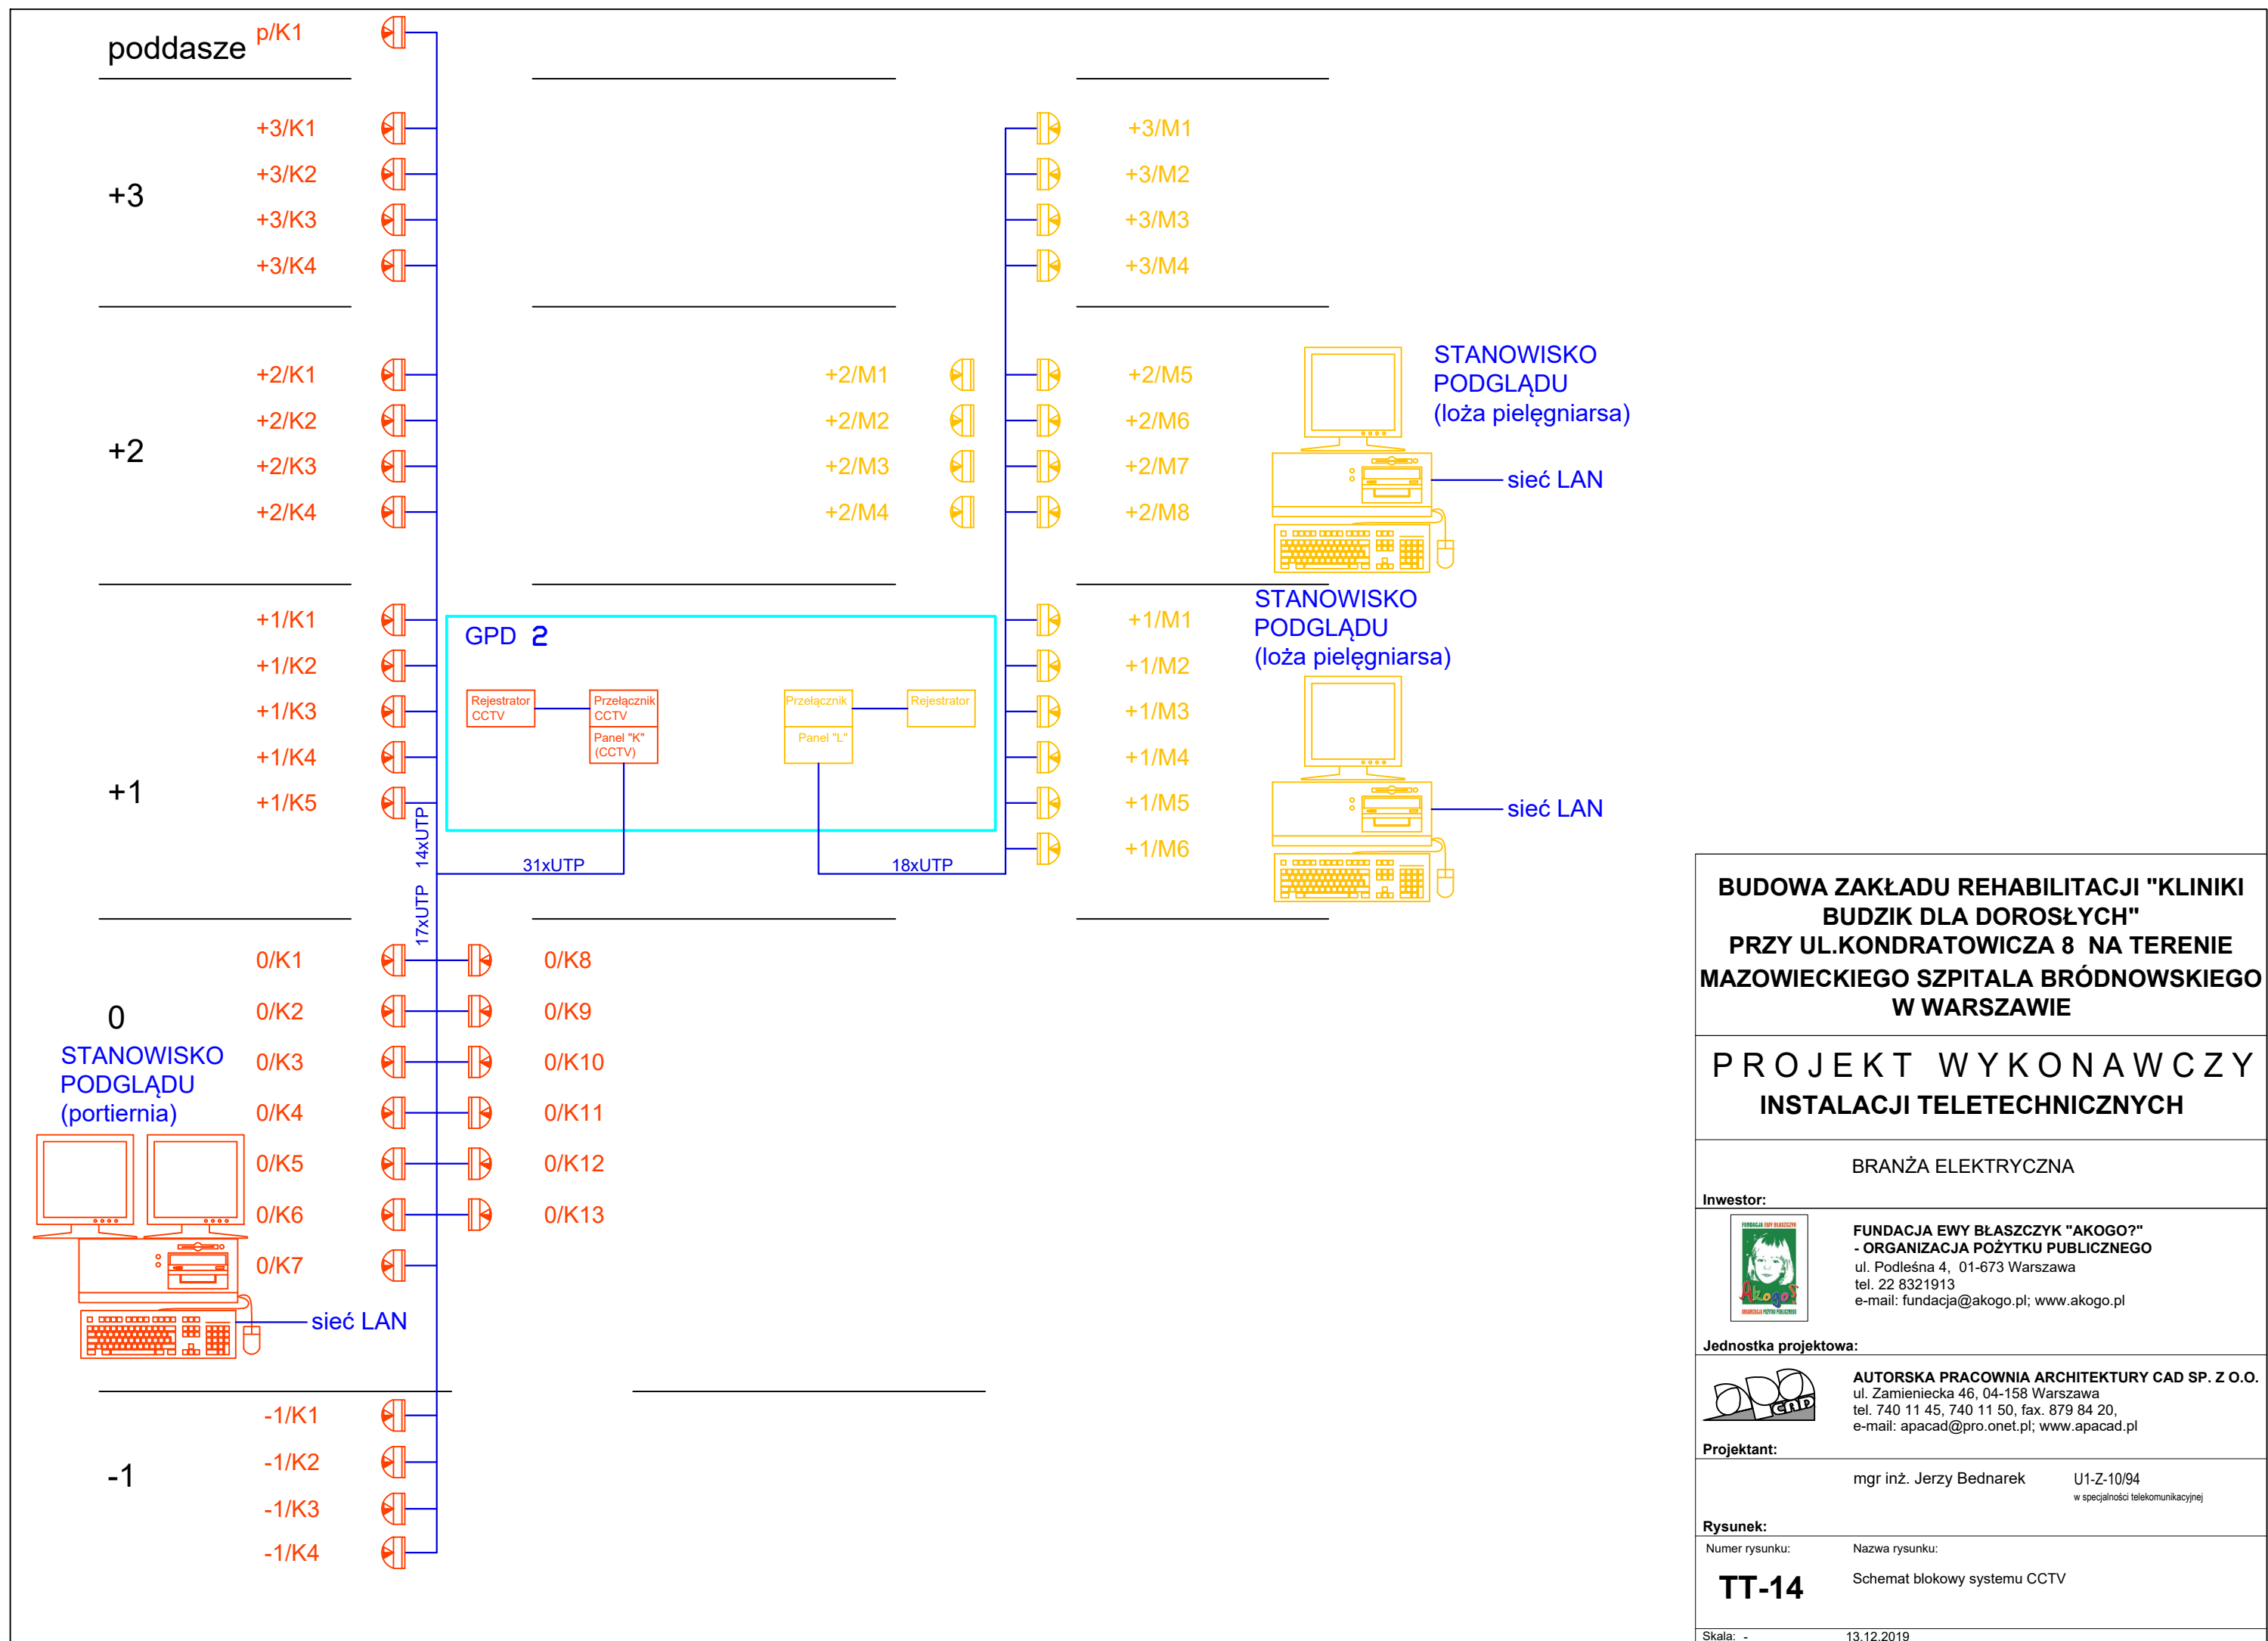 poddasze
p/K1
+3
+3/K1
+3/K2
+3/K3
+3/K4
+3/M1
+3/M2
+3/M3
+3/M4
+2
+2/K1
+2/K2
+2/K3
+2/K4
+2/M1
+2/M2
+2/M3
+2/M4
+2/M5
+2/M6
+2/M7
+2/M8
STANOWISKO
PODGLĄDU
(loża pielęgniarsa)
sieć LAN
+1
+1/K1
+1/K2
+1/K3
+1/K4
+1/K5
GPD 2
Rejestrator
CCTV
Przełącznik
CCTV
Panel "K"
(CCTV)
Przełącznik
Panel "L"
Rejestrator
14xUTP
31xUTP
18xUTP
17xUTP
+1/M1
+1/M2
+1/M3
+1/M4
+1/M5
+1/M6
STANOWISKO
PODGLĄDU
(loża pielęgniarsa)
sieć LAN
0
0/K1
0/K2
0/K3
0/K4
0/K5
0/K6
0/K7
0/K8
0/K9
0/K10
0/K11
0/K12
0/K13
STANOWISKO
PODGLĄDU
(portiernia)
sieć LAN
-1
-1/K1
-1/K2
-1/K3
-1/K4
BUDOWA ZAKŁADU REHABILITACJI "KLINIKI
BUDZIK DLA DOROSŁYCH"
PRZY UL.KONDRATOWICZA 8 NA TERENIE
MAZOWIECKIEGO SZPITALA BRÓDNOWSKIEGO
W WARSZAWIE
PROJEKT WYKONAWCZY
INSTALACJI TELETECHNICZNYCH
BRANŻA ELEKTRYCZNA
Inwestor:
FUNDACJA EWY BŁASZCZYK
Akogo?
ORGANIZACJA POŻYTKU PUBLICZNEGO
FUNDACJA EWY BŁASZCZYK "AKOGO?"
- ORGANIZACJA POŻYTKU PUBLICZNEGO
ul. Podleśna 4, 01-673 Warszawa
tel. 22 8321913
e-mail: fundacja@akogo.pl; www.akogo.pl
Jednostka projektowa:
CAD
AUTORSKA PRACOWNIA ARCHITEKTURY CAD SP. Z O.O.
ul. Zamieniecka 46, 04-158 Warszawa
tel. 740 11 45, 740 11 50, fax. 879 84 20,
e-mail: apacad@pro.onet.pl; www.apacad.pl
Projektant:
mgr inż. Jerzy Bednarek U1-Z-10/94
w specjalności telekomunikacyjnej
Rysunek:
Numer rysunku: Nazwa rysunku:
TT-14 Schemat blokowy systemu CCTV
Skala: - 13.12.2019